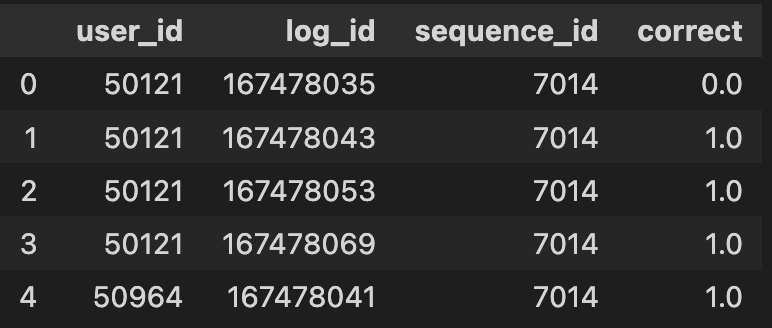 user_id log_id sequence_id correct
0 50121 167478035 7014 0.0
1 50121 167478043 7014 1.0
2 50121 167478053 7014 1.0
3 50121 167478069 7014 1.0
4 50964 167478041 7014 1.0